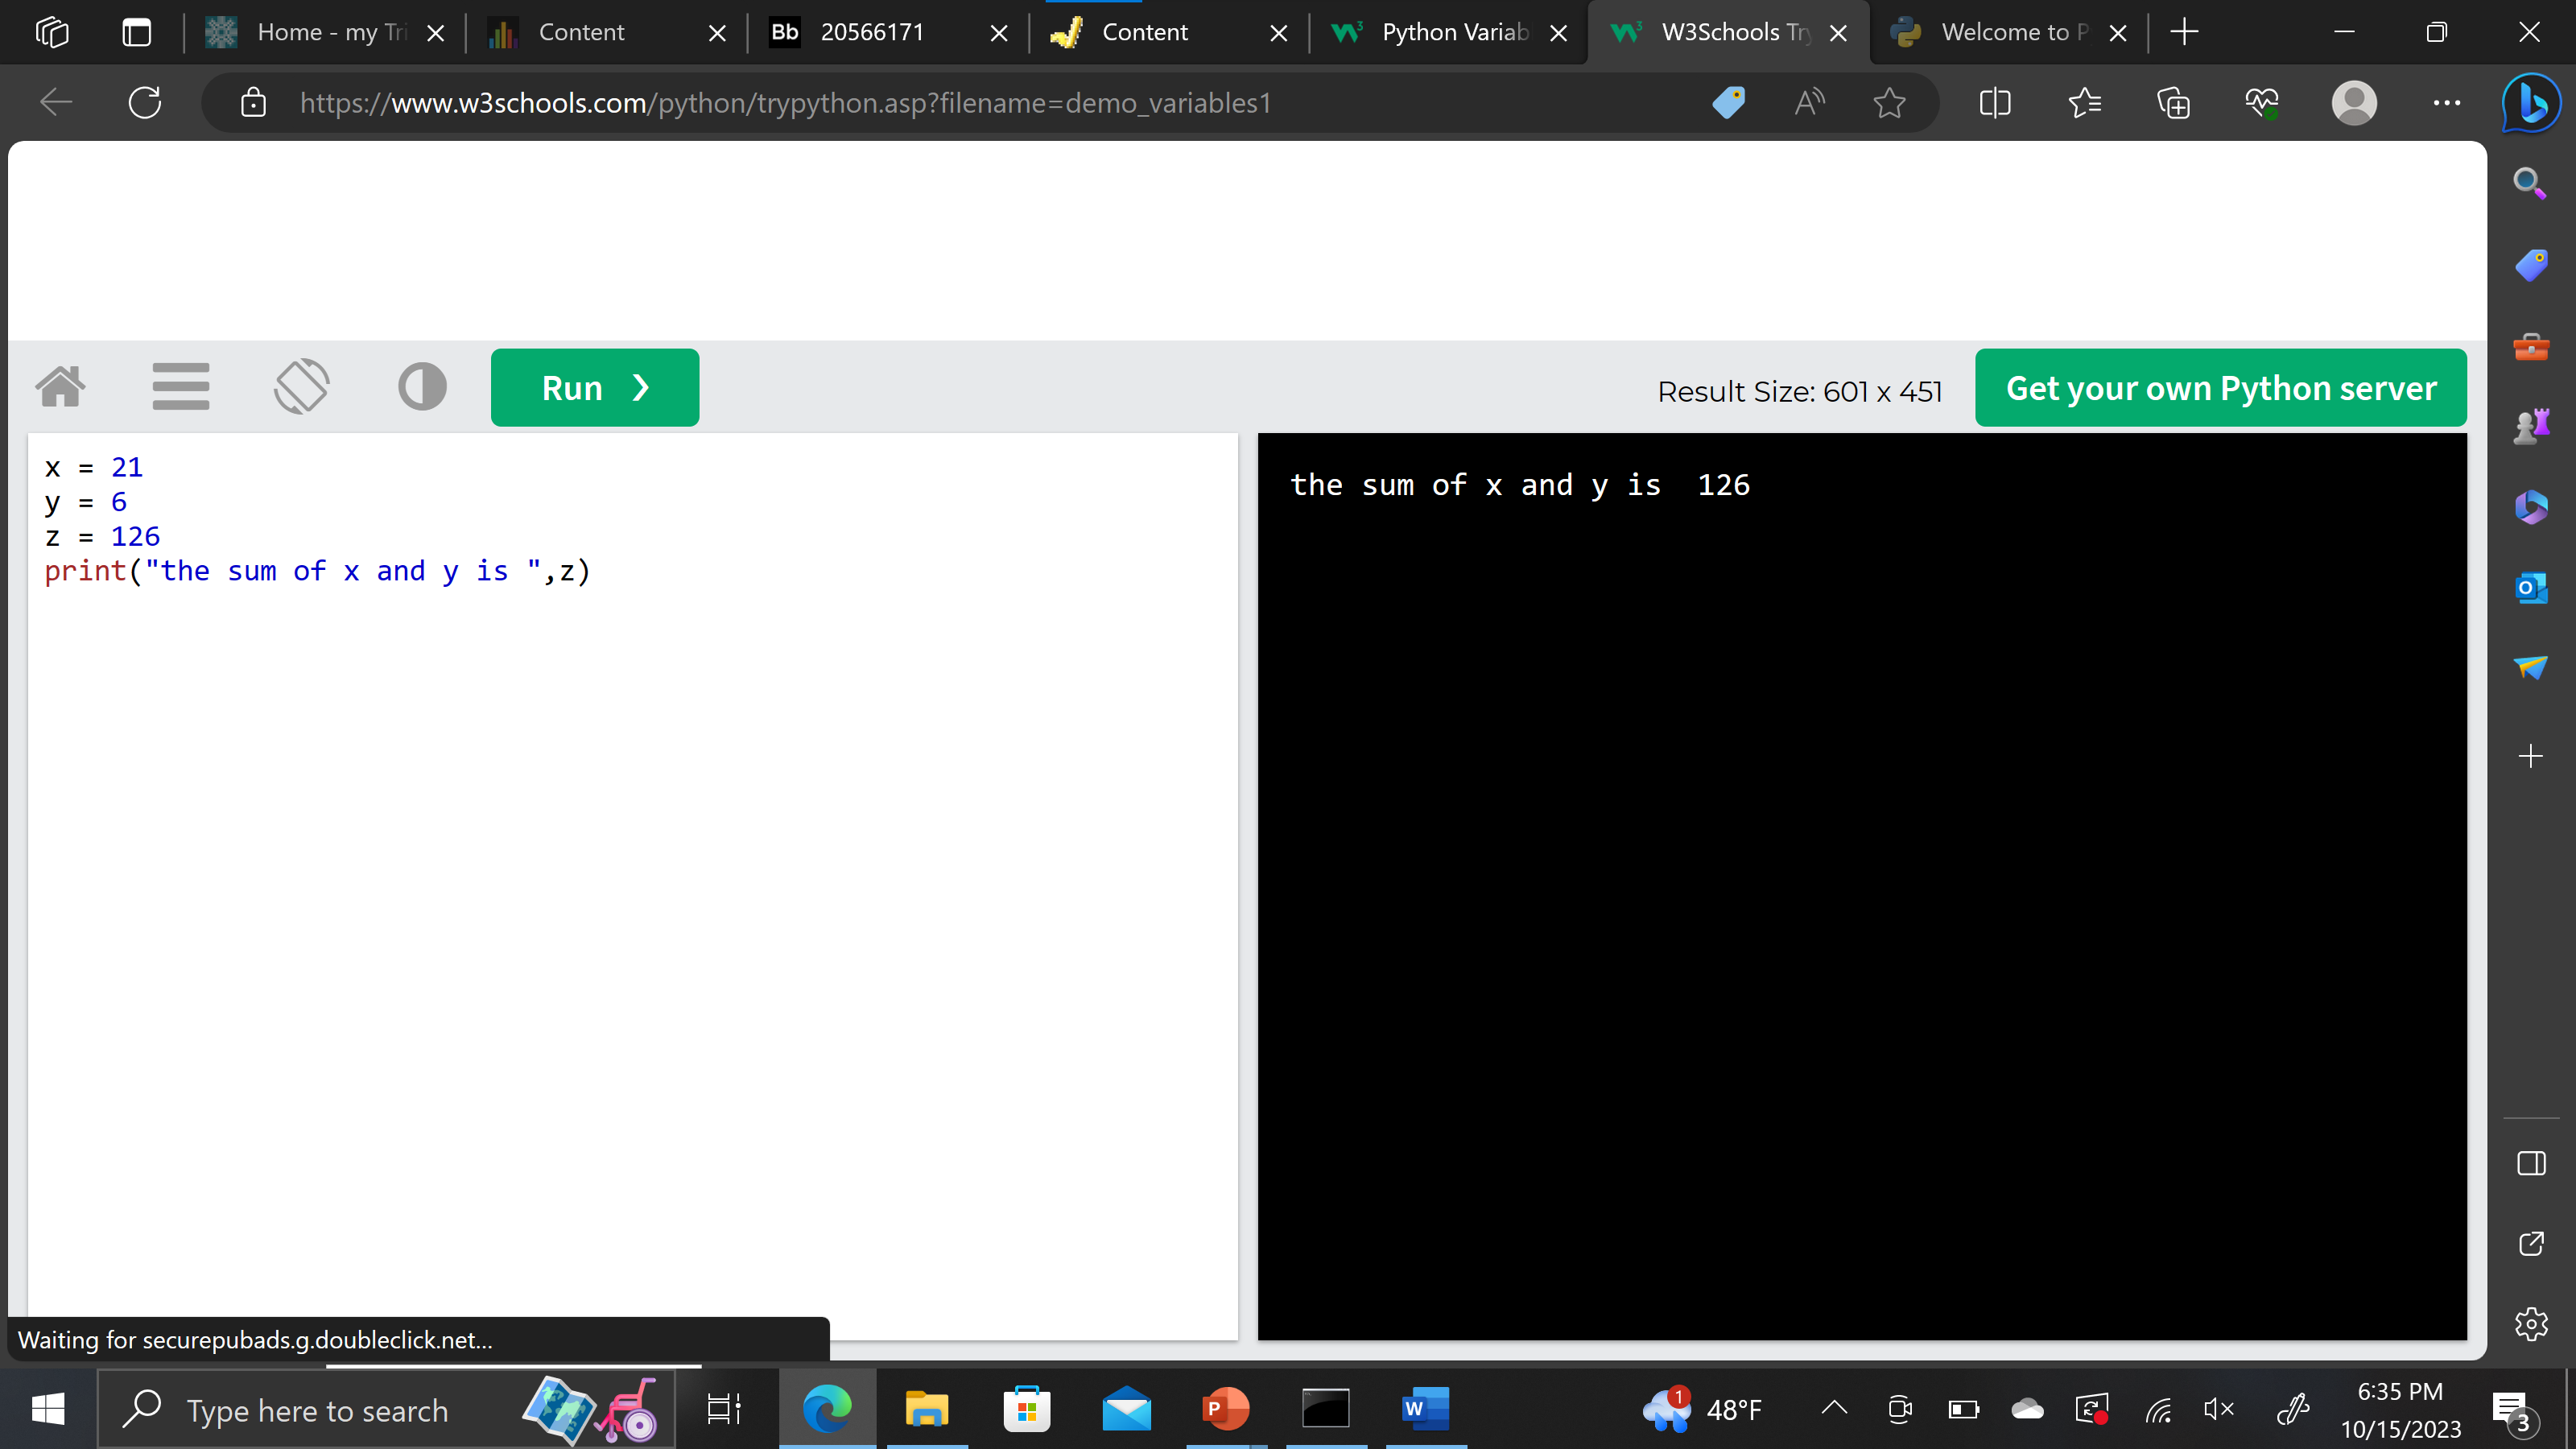 Home - my Tri
Content
Bb 20566171
Content
Python Variab
W3Schools Try
Welcome to P
https://www.w3schools.com/python/trypython.asp?filename=demo_variables1
Run ❯
Result Size: 601 x 451
Get your own Python server
x = 21
y = 6
z = 126
print("the sum of x and y is ",z)
the sum of x and y is  126
Waiting for securepubads.g.doubleclick.net...
Type here to search
1
48°F
6:35 PM
10/15/2023
3